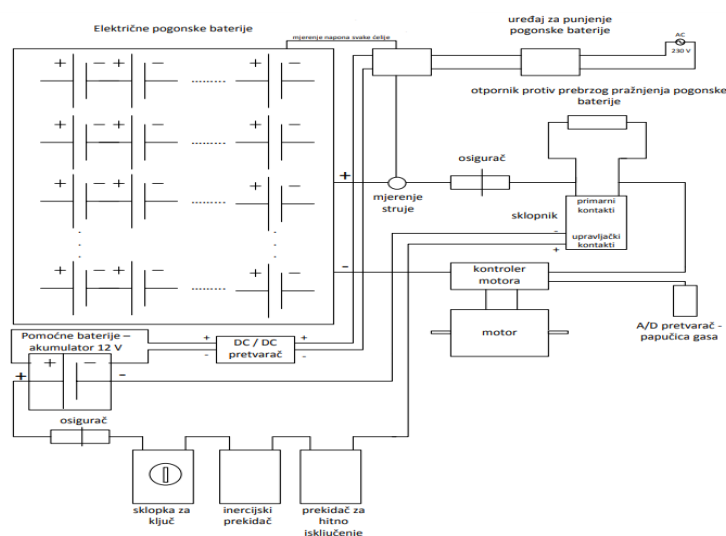 Električne pogonske baterije
mjerenje napona svake ćelije
uređaj za punjenje
pogonske baterije
AC
230 V
otpornik protiv prebrzog pražnjenja pogonske
baterije
+ − + − ........ + −
+ − + − ........ + −
+ − + − ........ + −
+ − + − ........ + −
+
osigurač
mjerenje
struje
primarni
kontakti
sklopnik
-
upravljački
kontakti
+
-
kontroler
motora
motor
A/D pretvarač -
papučica gasa
Pomoćne baterije –
akumulator 12 V
+ −
+
-
DC / DC
pretvarač
+
-
+
-
osigurač
sklopka za
ključ
inercijski
prekidač
prekidač za
hitno
isključenje